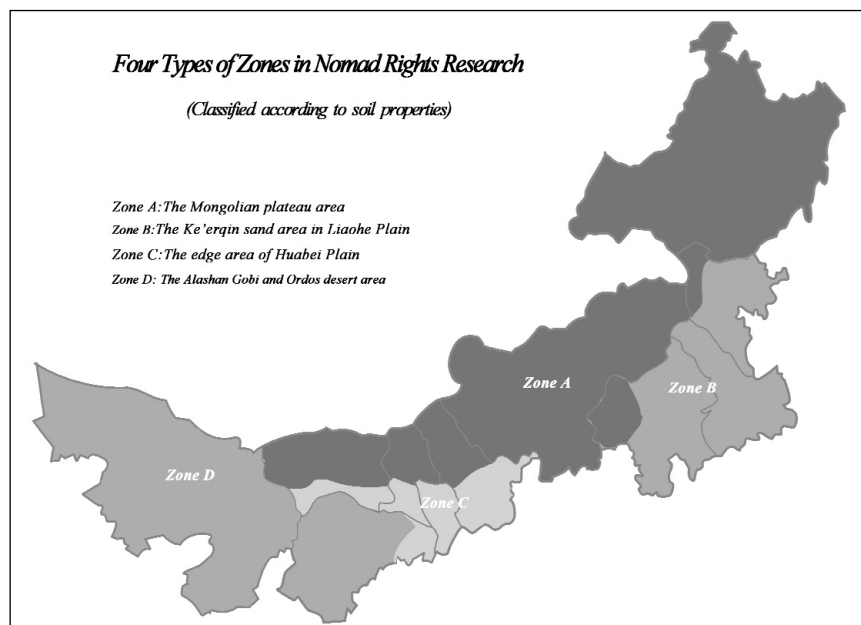 Four Types of Zones in Nomad Rights Research
(Classified according to soil properties)
Zone A:The Mongolian plateau area
Zone B:The Ke'erqin sand area in Liaohe Plain
Zone C:The edge area of Huabei Plain
Zone D: The Alashan Gobi and Ordos desert area
Zone A
Zone B
Zone D
Zone C